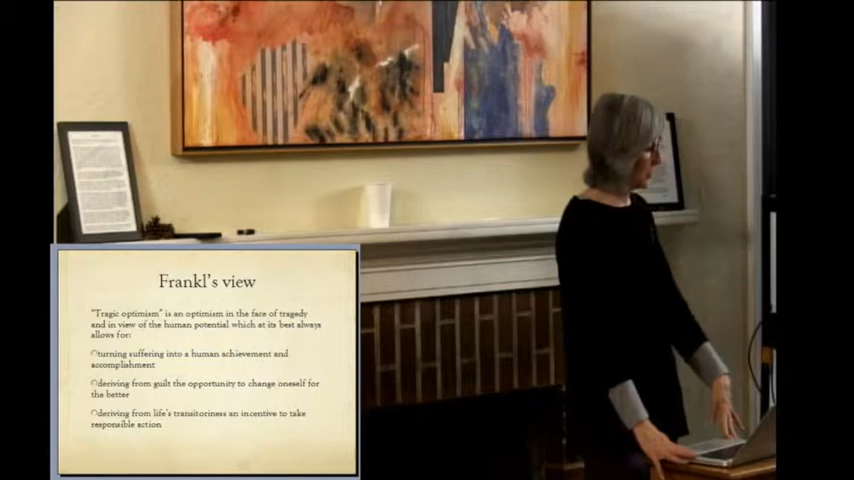 Frankl's view
"Tragic optimism" is an optimism in the face of tragedy
and in view of the human potential which at its best always
allows for:
turning suffering into a human achievement and
accomplishment
deriving from guilt the opportunity to change oneself for
the better
deriving from life's transitoriness an incentive to take
responsible action